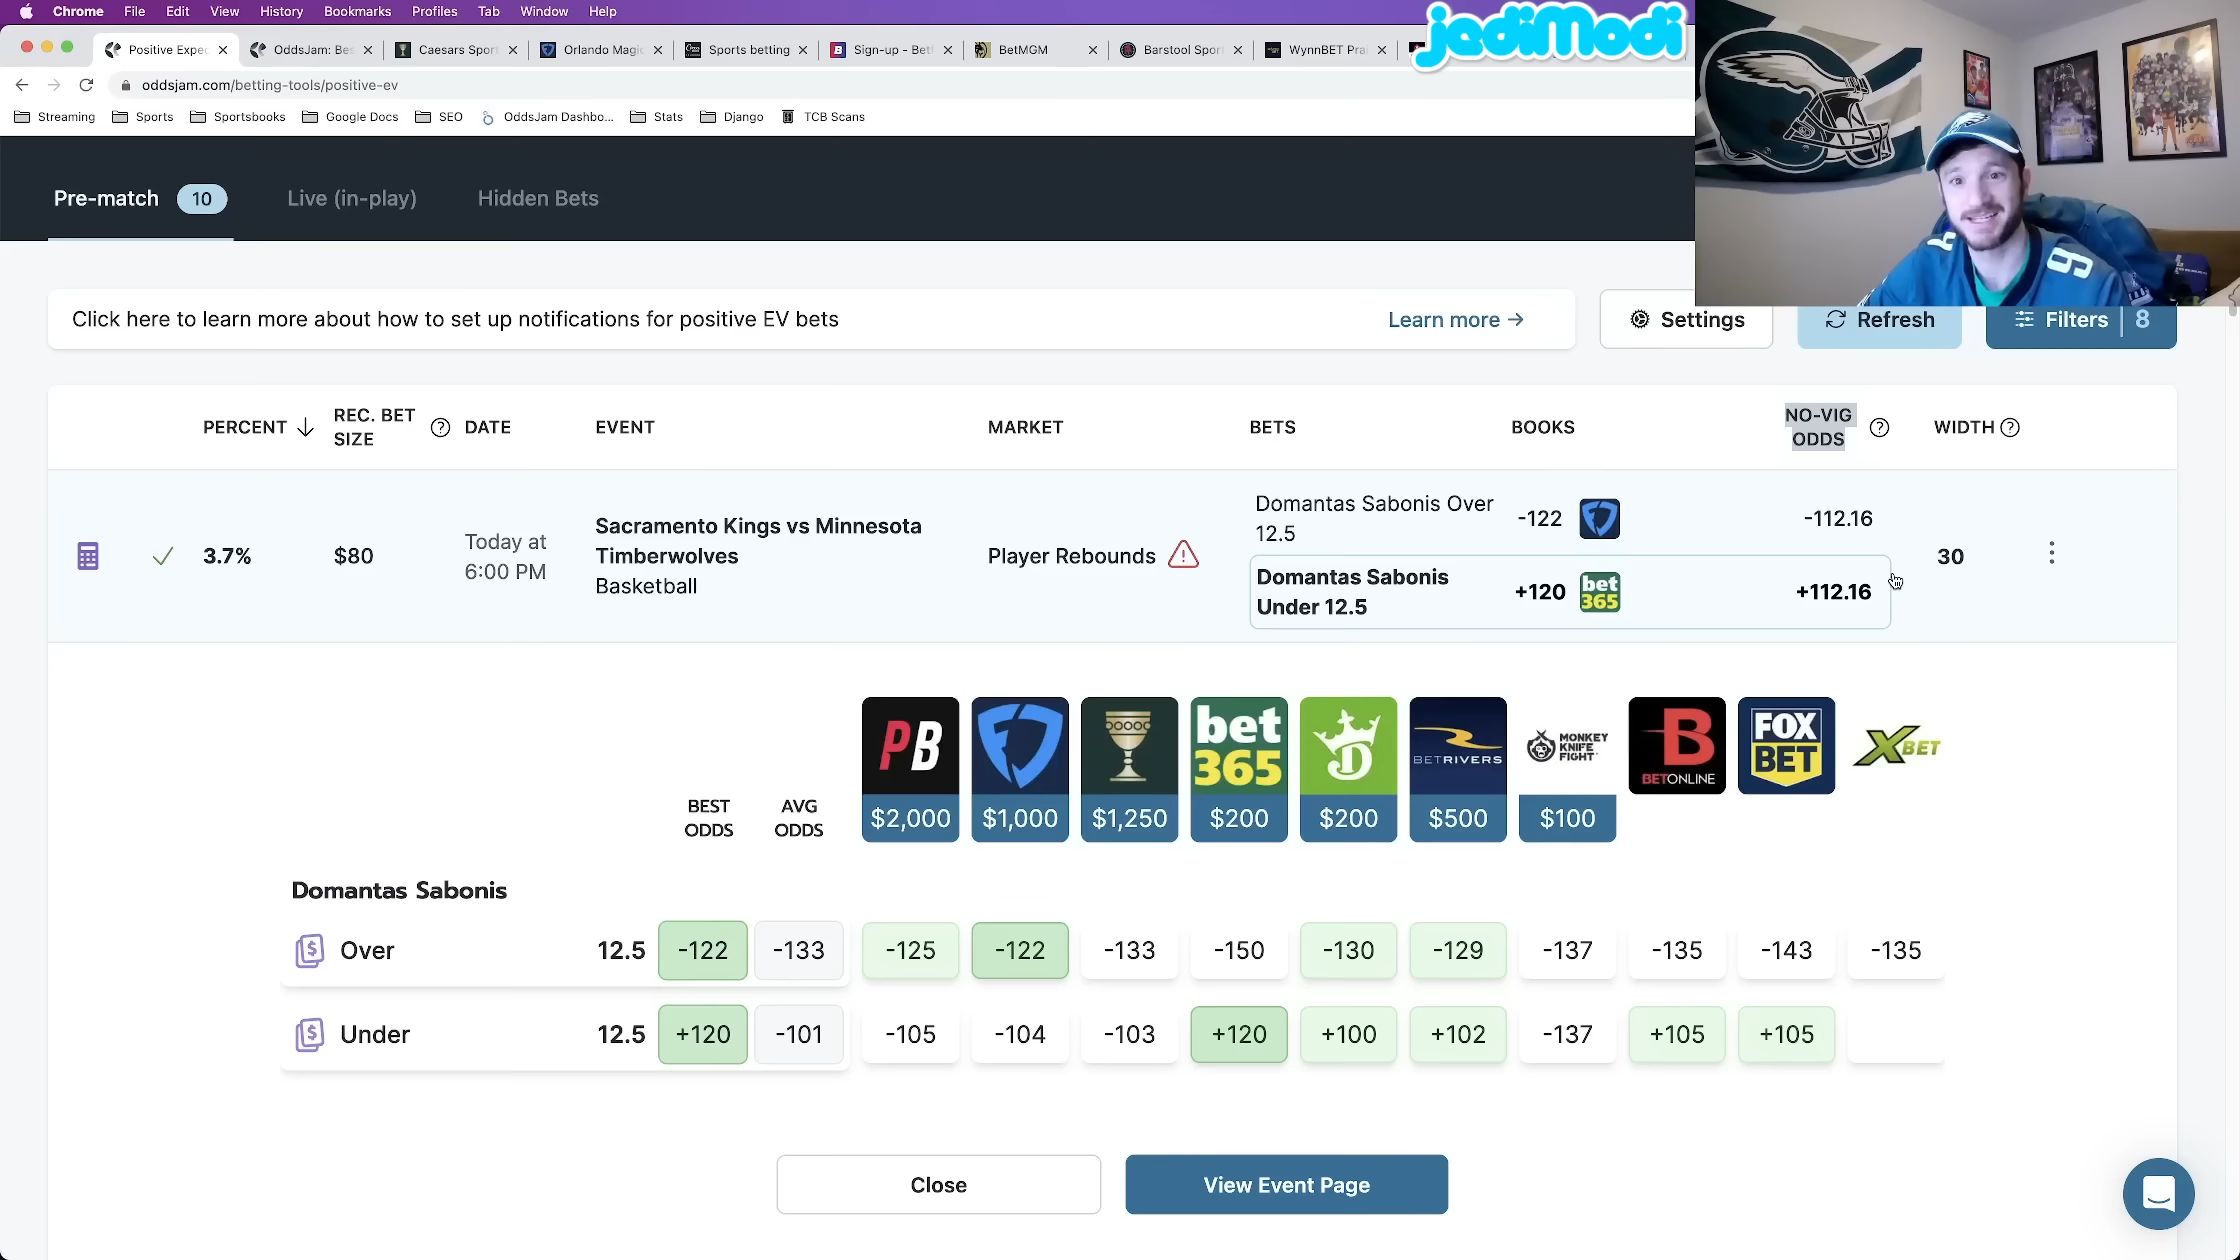 Chrome File Edit View History Bookmarks Profiles Tab Window Help
jediModi
Positive Expec OddsJam: Bes Caesars Spor Orlando Magic Sports betting Sign-up - Bet BetMGM Barstool Spor WynnBET Pra
oddsjam.com/betting-tools/positive-ev
Streaming Sports Sportsbooks Google Docs SEO OddsJam Dashbo... Stats Django TCB Scans
Pre-match 10 Live (in-play) Hidden Bets
Click here to learn more about how to set up notifications for positive EV bets Learn more → Settings Refresh Filters 8
PERCENT REC. BET SIZE DATE EVENT MARKET BETS BOOKS NO-VIG ODDS WIDTH
3.7% $80 Today at 6:00 PM
Sacramento Kings vs Minnesota
Timberwolves
Basketball
Player Rebounds
Domantas Sabonis Over
12.5
-122 -112.16
Domantas Sabonis
Under 12.5
+120 bet 365 +112.16
30
PB bet 365 D BETRIVERS MONKEY KNIFE FIGHT B BETONLINE FOX BET XBET
BEST ODDS AVG ODDS $2,000 $1,000 $1,250 $200 $200 $500 $100
Domantas Sabonis
Over 12.5 -122 -133 -125 -122 -133 -150 -130 -129 -137 -135 -143 -135
Under 12.5 +120 -101 -105 -104 -103 +120 +100 +102 -137 +105 +105
Close View Event Page